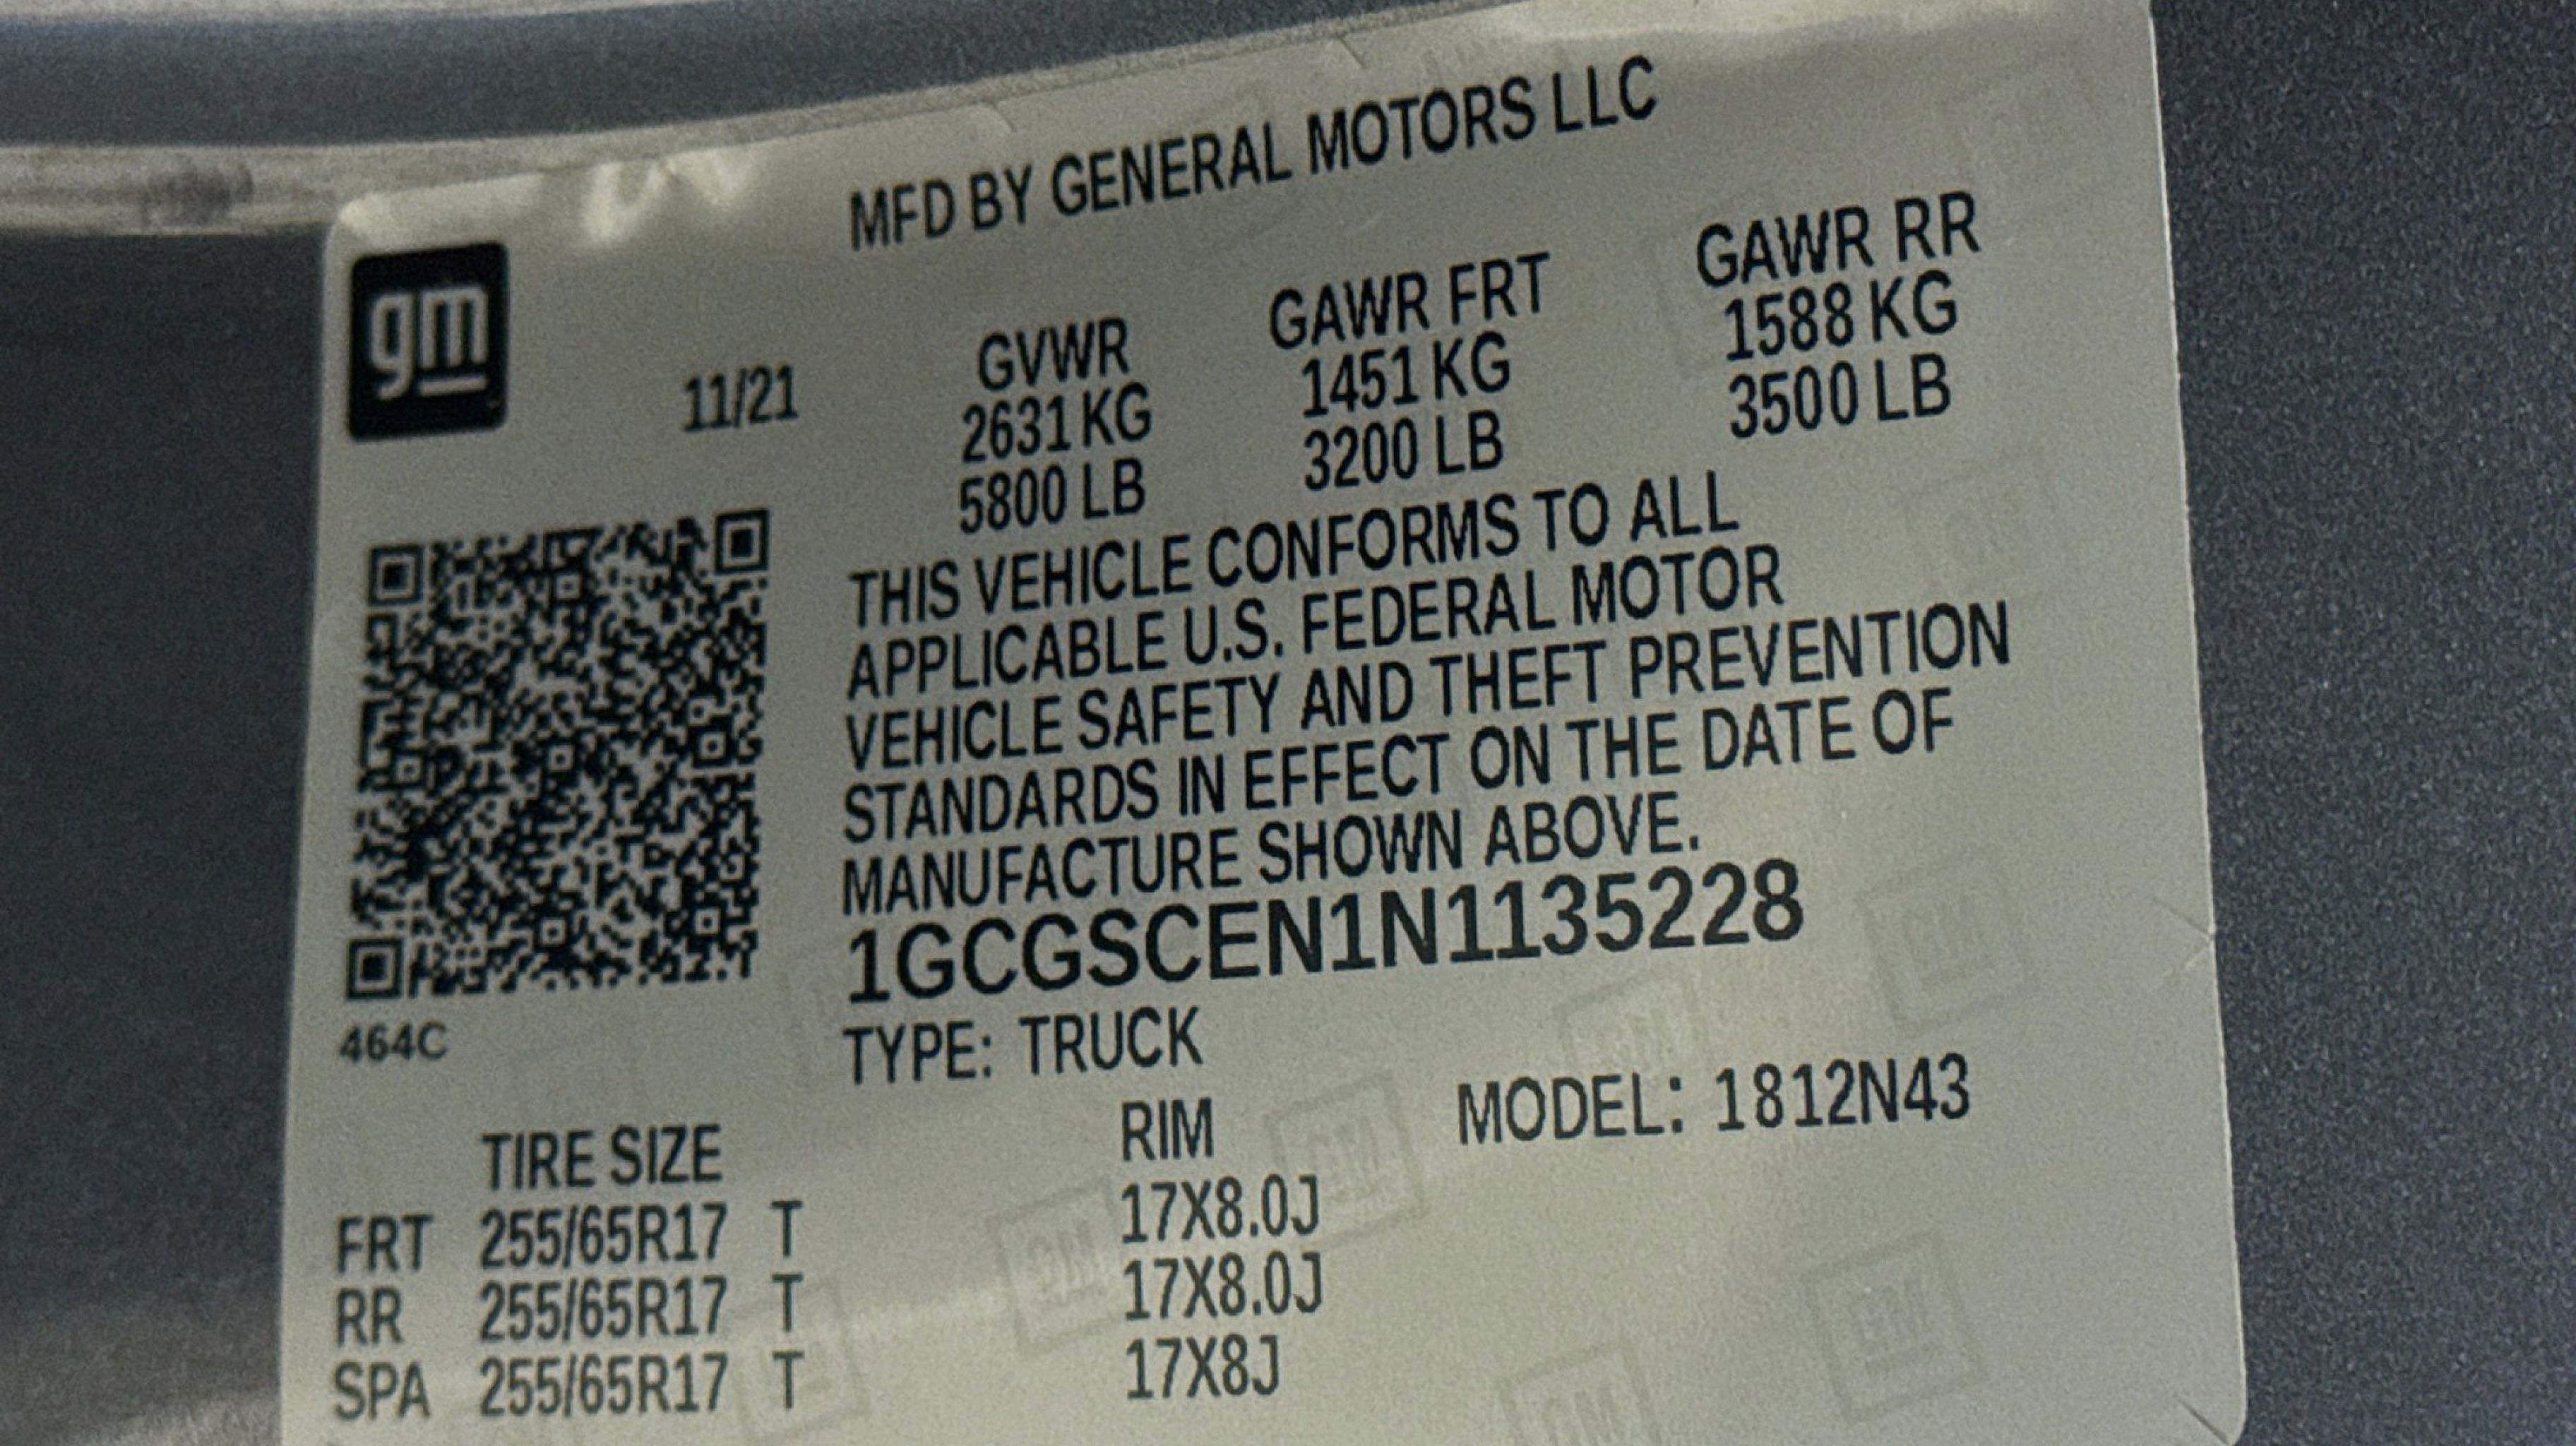 MFD BY GENERAL MOTORS LLC
gm
11/21
GVWR GAWR FRT GAWR RR
2631 KG 1451 KG 1588 KG
5800 LB 3200 LB 3500 LB
THIS VEHICLE CONFORMS TO ALL
APPLICABLE U.S. FEDERAL MOTOR
VEHICLE SAFETY AND THEFT PREVENTION
STANDARDS IN EFFECT ON THE DATE OF
MANUFACTURE SHOWN ABOVE.
1GCGSCEN1N1135228
464C
TYPE: TRUCK
MODEL: 1812N43
TIRE SIZE RIM
FRT 255/65R17 T 17X8.0J
RR 255/65R17 T 17X8.0J
SPA 255/65R17 T 17X8J